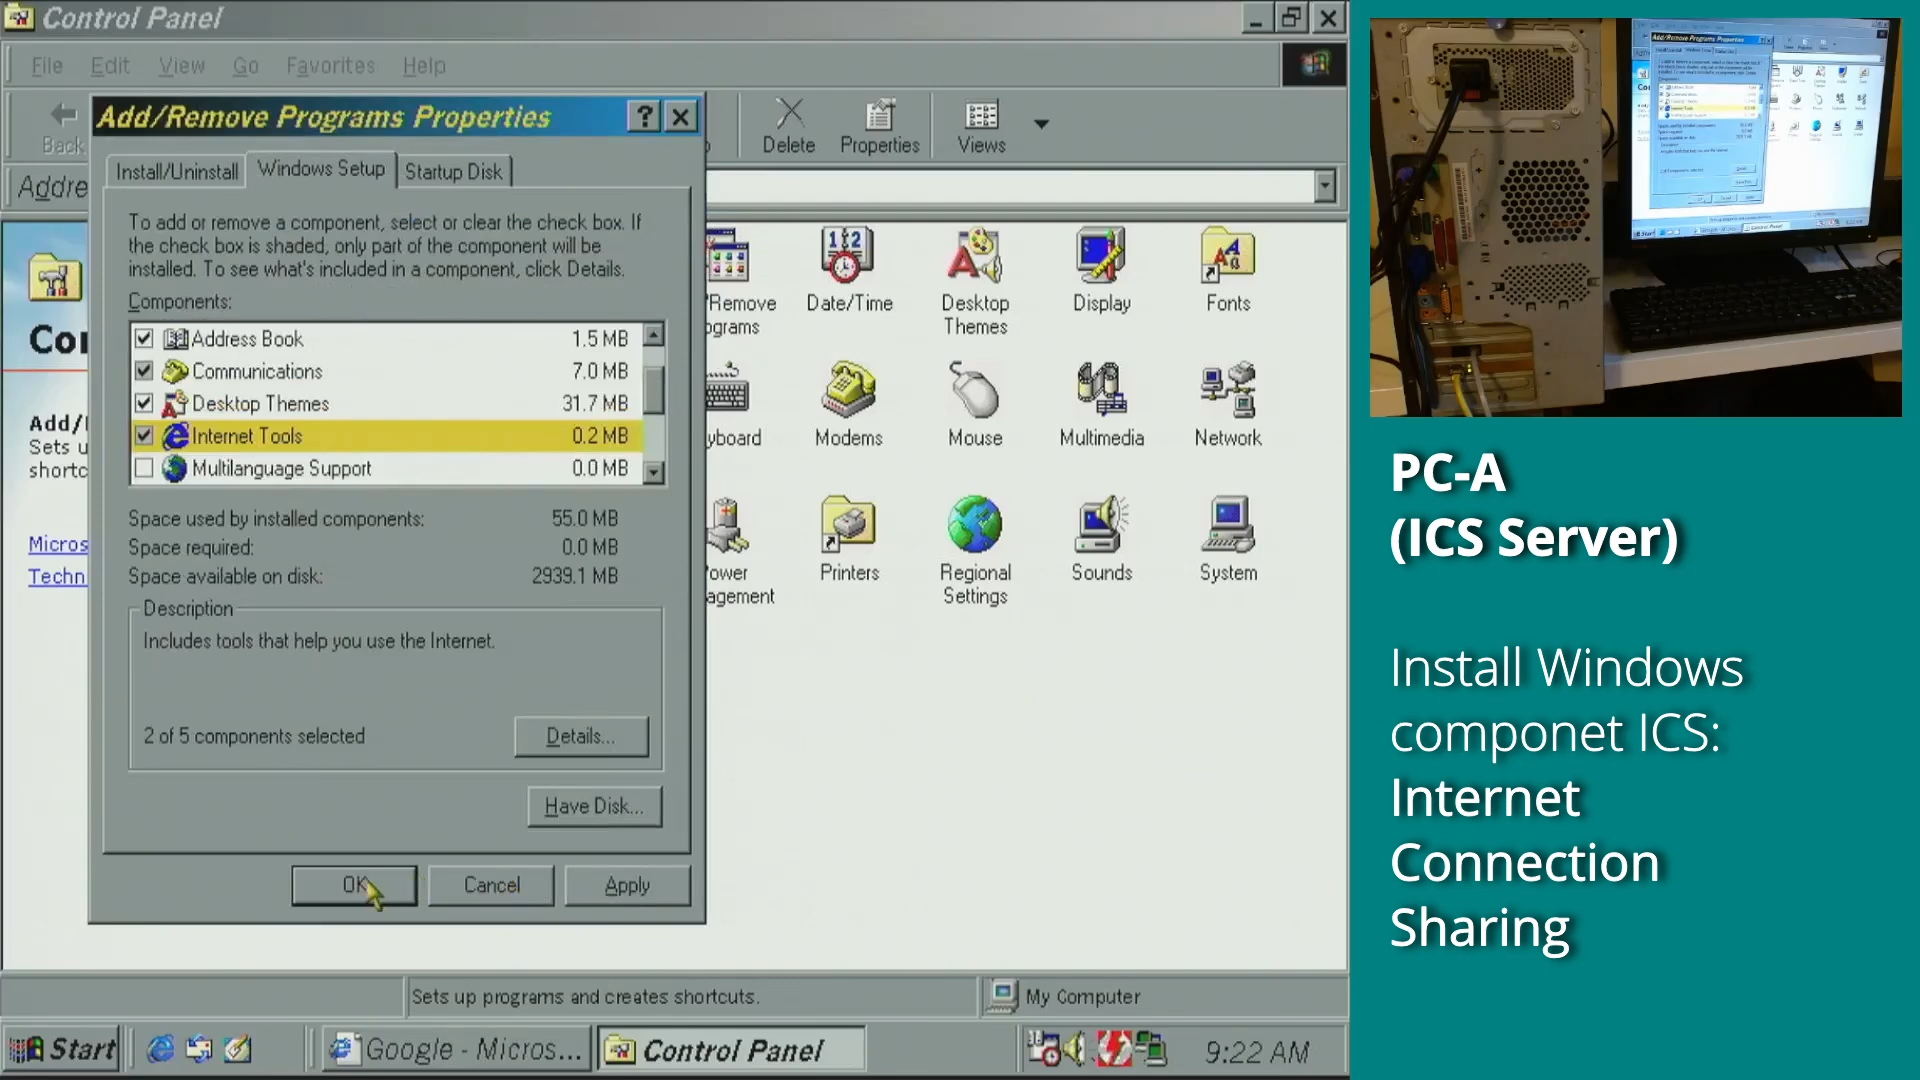 Control Panel
File Edit View Go Favorites Help
Back
Delete Properties Views
Addre
Add/Remove Programs Properties
Install/Uninstall Windows Setup Startup Disk
To add or remove a component, select or clear the check box. If
the check box is shaded, only part of the component will be
installed. To see what's included in a component, click Details.
Components:
Address Book 1.5 MB
Communications 7.0 MB
Desktop Themes 31.7 MB
Internet Tools 0.2 MB
Multilanguage Support 0.0 MB
Space used by installed components: 55.0 MB
Space required: 0.0 MB
Space available on disk: 2939.1 MB
Description
Includes tools that help you use the Internet.
2 of 5 components selected
Details...
Have Disk...
OK Cancel Apply
Co
Add/
Sets u
shortc
Micros
Techn
/Remove
ograms
Date/Time
Desktop
Themes
Display
Fonts
yboard
Modems
Mouse
Multimedia
Network
ower
agement
Printers
Regional
Settings
Sounds
System
Sets up programs and creates shortcuts.
My Computer
Start
Google - Micros...
Control Panel
9:22 AM
PC-A
(ICS Server)
Install Windows
componet ICS:
Internet
Connection
Sharing